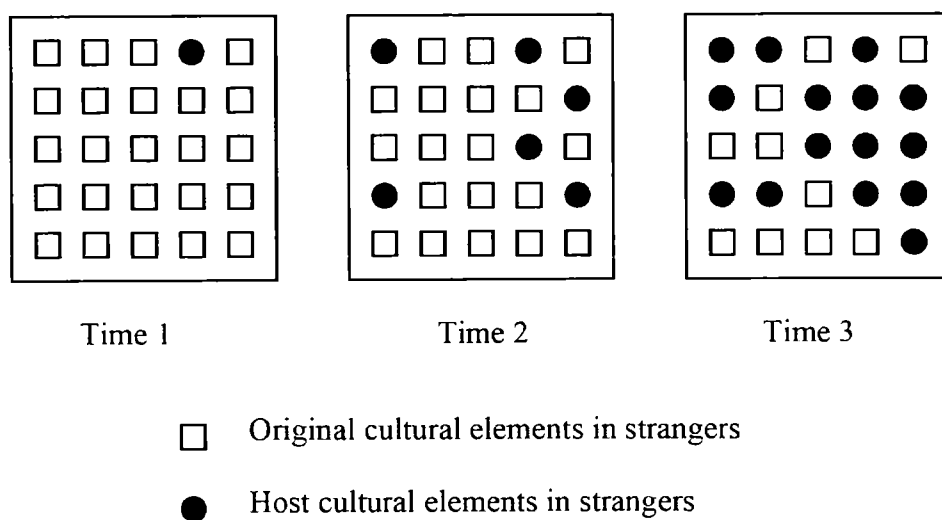 Time 1
Time 2
Time 3
Original cultural elements in strangers
Host cultural elements in strangers